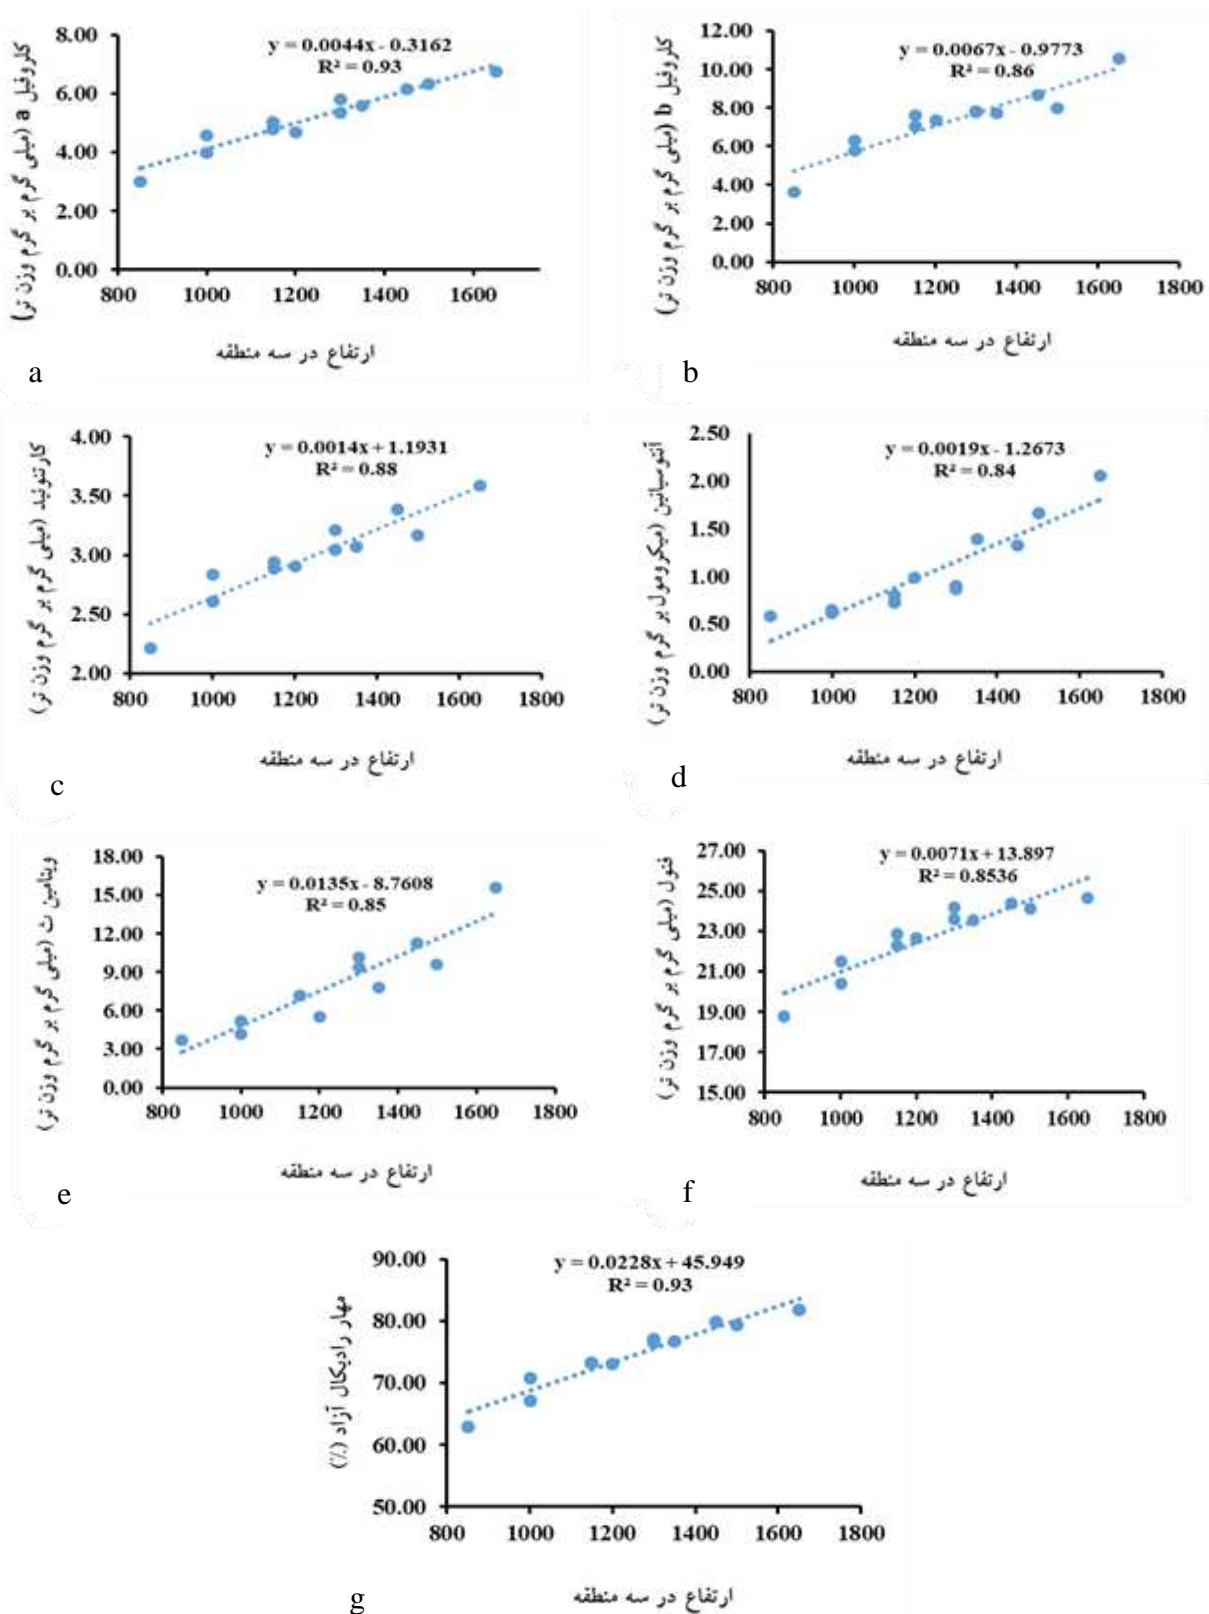 کلروفیل a (میلی گرم بر گرم وزن تر)
y = 0.0044x - 0.3162
R² = 0.93
8.00
6.00
4.00
2.00
0.00
800 1000 1200 1400 1600
ارتفاع در سه منطقه
a
کلروفیل b (میلی گرم بر گرم وزن تر)
y = 0.0067x - 0.9773
R² = 0.86
12.00
10.00
8.00
6.00
4.00
2.00
0.00
800 1000 1200 1400 1600 1800
ارتفاع در سه منطقه
b
کارتنوئید (میلی گرم بر گرم وزن تر)
y = 0.0014x + 1.1931
R² = 0.88
4.00
3.50
3.00
2.50
2.00
800 1000 1200 1400 1600 1800
ارتفاع در سه منطقه
c
آنتوسیانین (میکرومول بر گرم وزن تر)
y = 0.0019x - 1.2673
R² = 0.84
2.50
2.00
1.50
1.00
0.50
0.00
800 1000 1200 1400 1600 1800
ارتفاع در سه منطقه
d
ویتامین ث (میلی گرم بر گرم وزن تر)
y = 0.0135x - 8.7608
R² = 0.85
18.00
15.00
12.00
9.00
6.00
3.00
0.00
800 1000 1200 1400 1600 1800
ارتفاع در سه منطقه
e
فنول (میلی گرم بر گرم وزن تر)
y = 0.0071x + 13.897
R² = 0.8536
27.00
25.00
23.00
21.00
19.00
17.00
15.00
800 1000 1200 1400 1600 1800
ارتفاع در سه منطقه
f
مهار رادیکال آزاد (٪)
y = 0.0228x + 45.949
R² = 0.93
90.00
80.00
70.00
60.00
50.00
800 1000 1200 1400 1600 1800
ارتفاع در سه منطقه
g